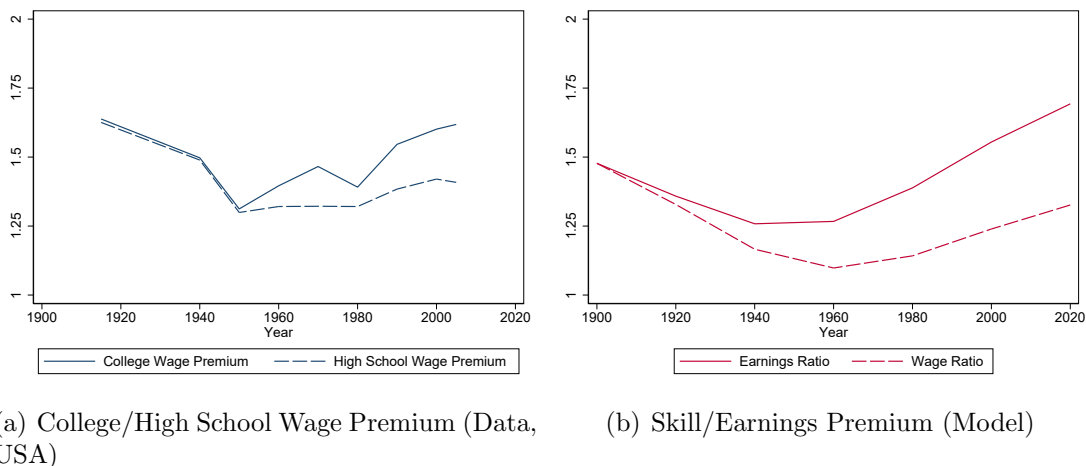 2
1.75
1.5
1.25
1
1900 1920 1940 1960 1980 2000 2020
Year
College Wage Premium High School Wage Premium
2
1.75
1.5
1.25
1
1900 1920 1940 1960 1980 2000 2020
Year
Earnings Ratio Wage Ratio
a) College/High School Wage Premium (Data,
USA)
(b) Skill/Earnings Premium (Model)